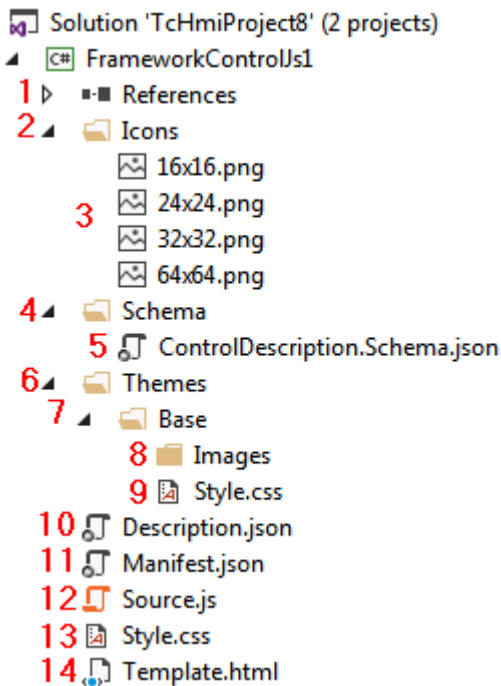 Solution 'TcHmiProject8' (2 projects)
C# FrameworkControlJs1
1 References
2 Icons
16x16.png
24x24.png
3
32x32.png
64x64.png
4 Schema
5 ControlDescription.Schema.json
6 Themes
7 Base
8 Images
9 Style.css
10 Description.json
11 Manifest.json
12 Source.js
13 Style.css
14 Template.html